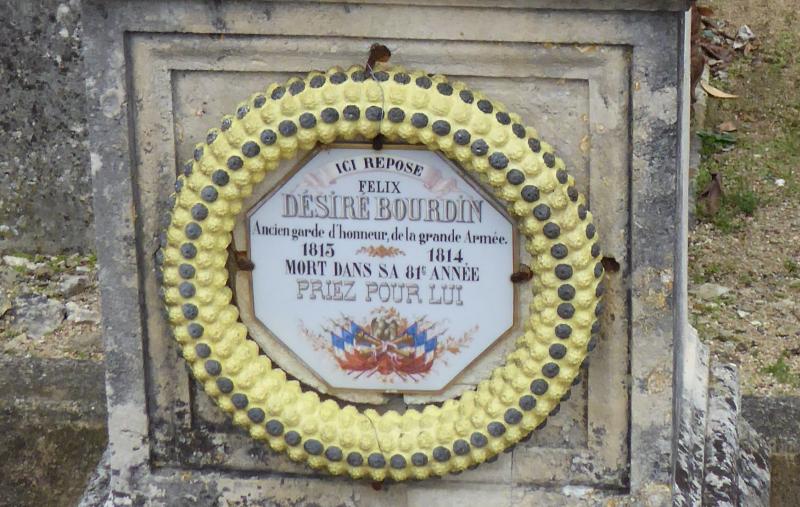 ICI REPOSE
FELIX
DÉSIRÉ BOURDIN
Ancien garde d'honneur, de la grande Armée.
1813 1814
MORT DANS SA 81e ANNÉE
PRIEZ POUR LUI